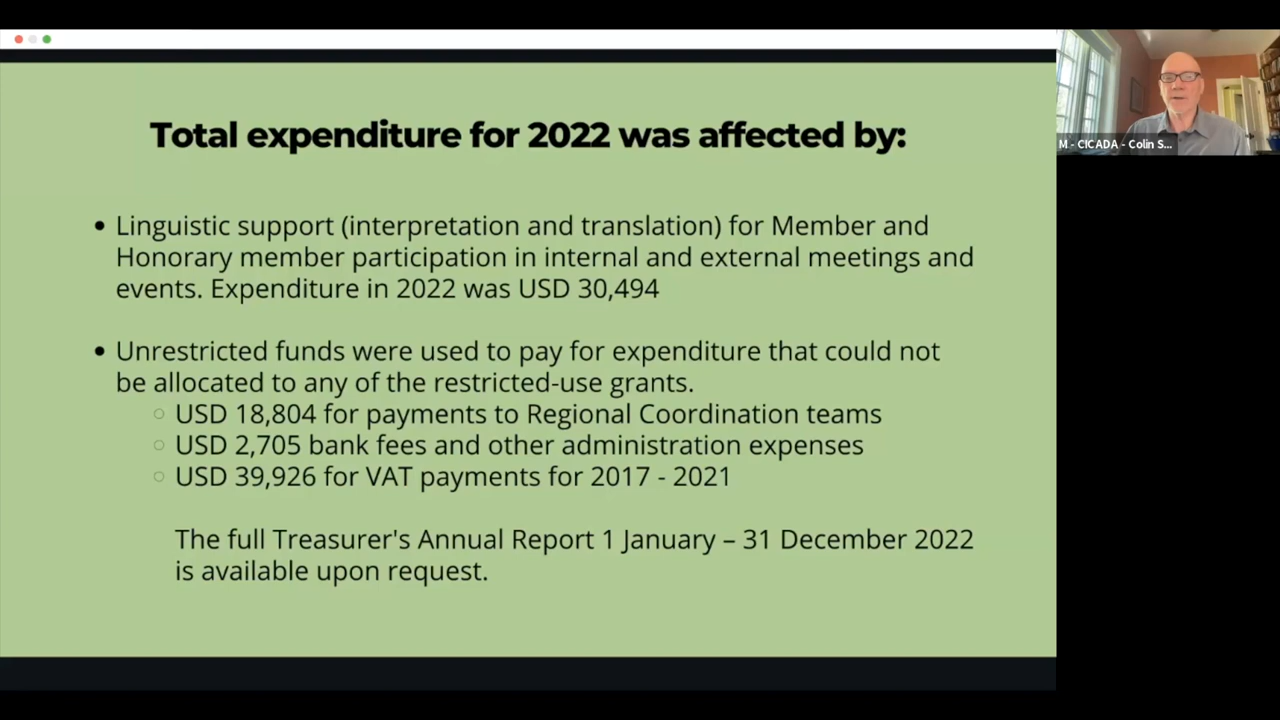 Total expenditure for 2022 was affected by:
• Linguistic support (interpretation and translation) for Member and
Honorary member participation in internal and external meetings and
events. Expenditure in 2022 was USD 30,494
• Unrestricted funds were used to pay for expenditure that could not
be allocated to any of the restricted-use grants.
○ USD 18,804 for payments to Regional Coordination teams
○ USD 2,705 bank fees and other administration expenses
○ USD 39,926 for VAT payments for 2017 - 2021
The full Treasurer's Annual Report 1 January – 31 December 2022
is available upon request.
M - CICADA - Colin S...